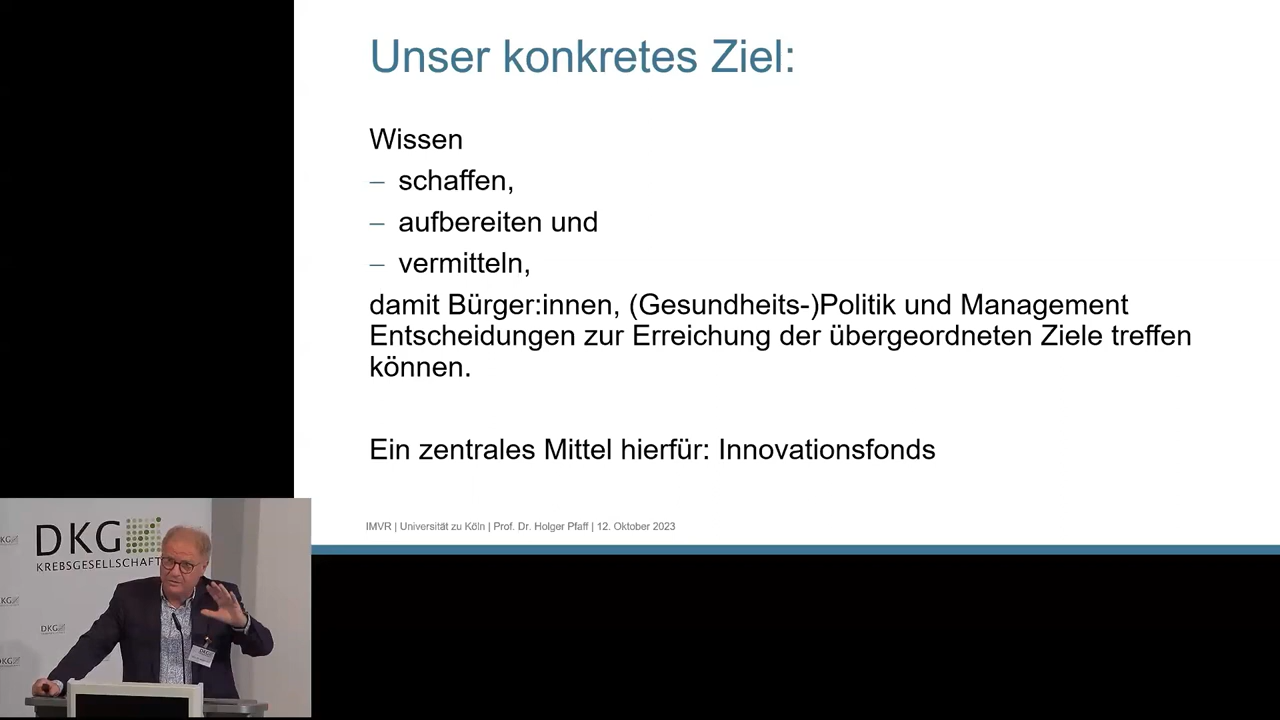 Unser konkretes Ziel:
Wissen
– schaffen,
– aufbereiten und
– vermitteln,
damit Bürger:innen, (Gesundheits-)Politik und Management
Entscheidungen zur Erreichung der übergeordneten Ziele treffen
können.
Ein zentrales Mittel hierfür: Innovationsfonds
IMVR | Universität zu Köln | Prof. Dr. Holger Pfaff | 12. Oktober 2023
DKG
KREBSGESELLSCHAFT
DKG